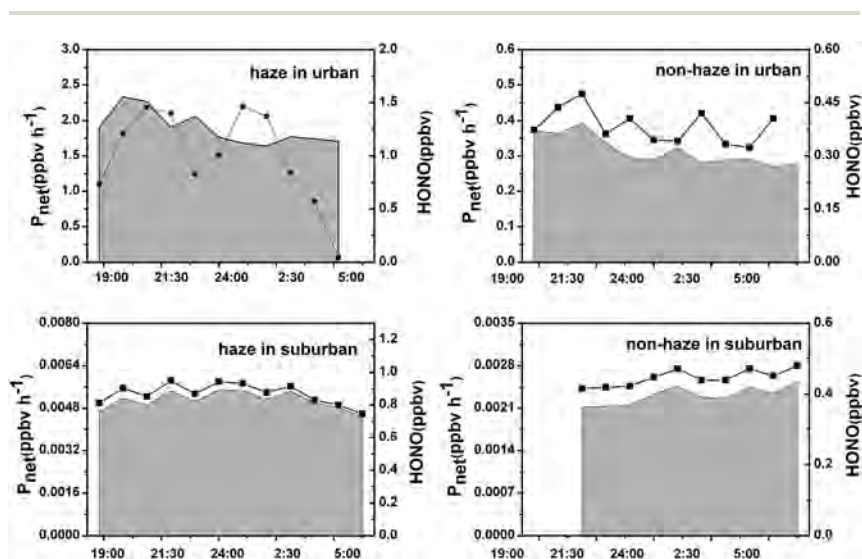 haze in urban
P_net(ppbv h^-1)
3.0
2.5
2.0
1.5
1.0
0.5
0.0
2.0
1.5
1.0
0.5
0.0
HONO(ppbv)
19:00 21:30 24:00 2:30 5:00
non-haze in urban
P_net(ppbv h^-1)
0.6
0.5
0.4
0.3
0.2
0.1
0.0
0.60
0.45
0.30
0.15
0.00
HONO(ppbv)
19:00 21:30 24:00 2:30 5:00
haze in suburban
P_net(ppbv h^-1)
0.0080
0.0064
0.0048
0.0032
0.0016
0.0000
1.2
1.0
0.8
0.6
0.4
0.2
0.0
HONO(ppbv)
19:00 21:30 24:00 2:30 5:00
non-haze in suburban
P_net(ppbv h^-1)
0.0035
0.0028
0.0021
0.0014
0.0007
0.0000
0.6
0.4
0.2
0.0
HONO(ppbv)
19:00 21:30 24:00 2:30 5:00